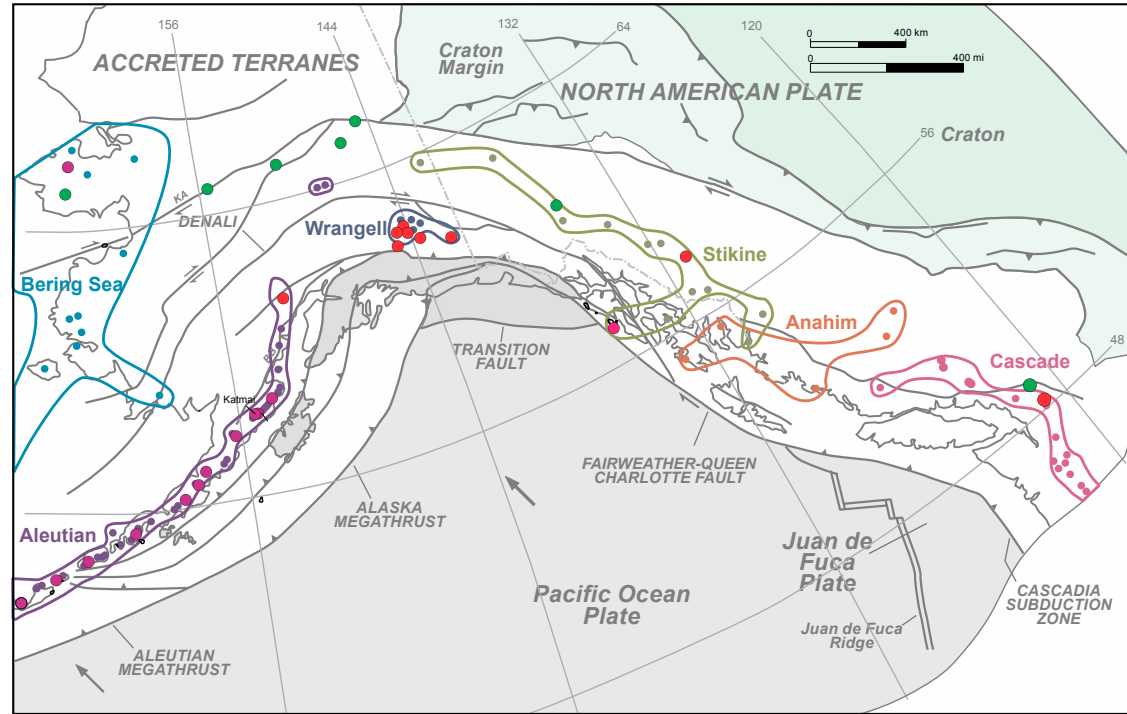 156
144
132
64
120
0 400 km
0 400 mi
ACCRETED TERRANES
Craton
Margin
NORTH AMERICAN PLATE
56
Craton
KA
DENALI
Wrangell
Stikine
Bering Sea
Anahim
TRANSITION
FAULT
48
Cascade
Katmai
FAIRWEATHER-QUEEN
CHARLOTTE FAULT
ALASKA
MEGATHRUST
Aleutian
Juan de
Fuca
Plate
Pacific Ocean
Plate
CASCADIA
SUBDUCTION
ZONE
Juan de Fuca
Ridge
ALEUTIAN
MEGATHRUST